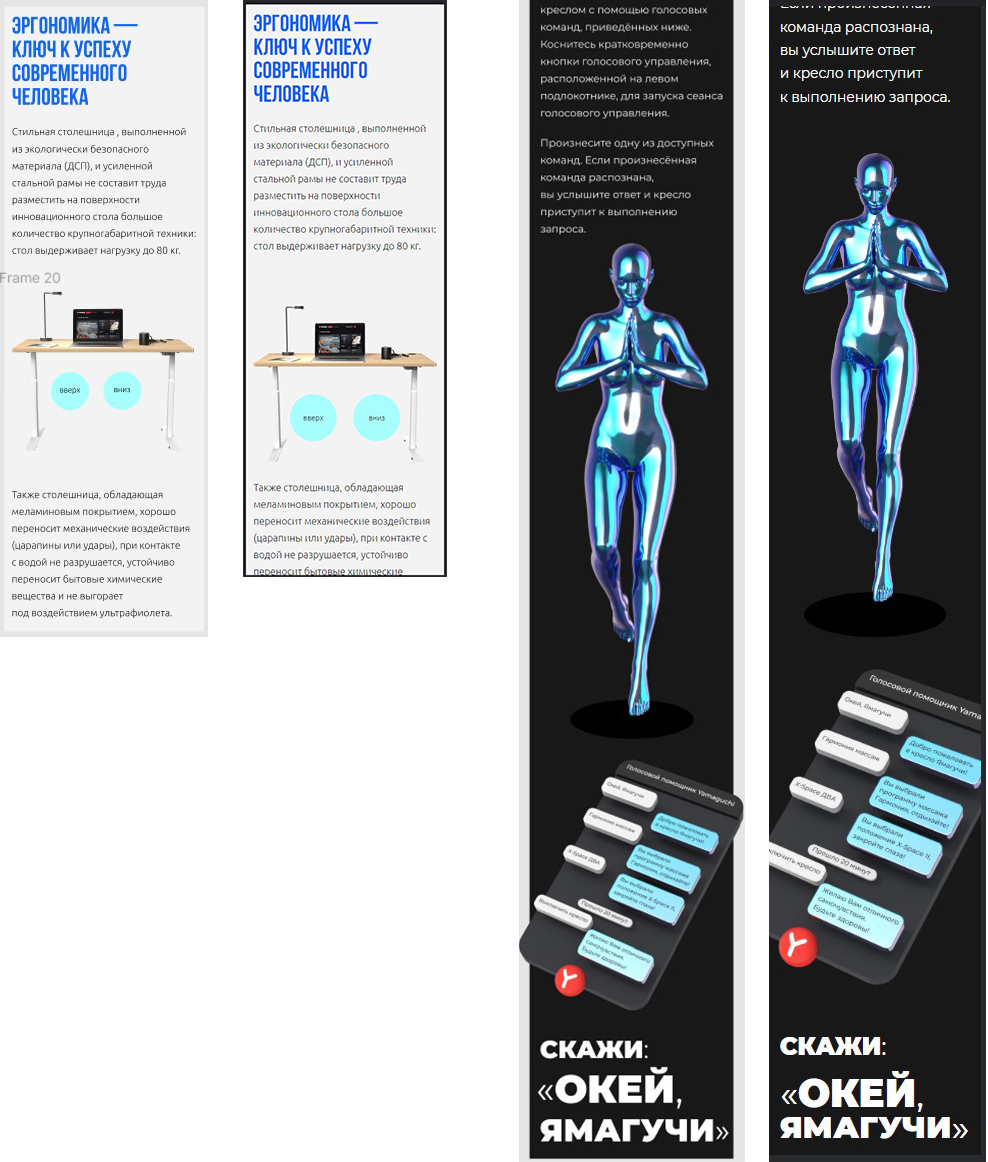 ЭРГОНОМИКА —
КЛЮЧ К УСПЕХУ
СОВРЕМЕННОГО
ЧЕЛОВЕКА
Стильная столешница , выполненной
из экологически безопасного
материала (ДСП), и усиленной
стальной рамы не составит труда
разместить на поверхности
инновационного стола большое
количество крупногабаритной техники:
стол выдерживает нагрузку до 80 кг.
Frame 20
вверх
вниз
Также столешница, обладающая
меламиновым покрытием, хорошо
переносит механические воздействия
(царапины или удары), при контакте
с водой не разрушается, устойчиво
переносит бытовые химические
вещества и не выгорает
под воздействием ультрафиолета.
ЭРГОНОМИКА —
КЛЮЧ К УСПЕХУ
СОВРЕМЕННОГО
ЧЕЛОВЕКА
Стильная столешница , выполненной
из экологически безопасного
материала (ДСП), и усиленной
стальной рамы не составит труда
разместить на поверхности
инновационного стола большое
количество крупногабаритной техники:
стол выдерживает нагрузку до 80 кг.
вверх
вниз
Также столешница, обладающая
меламиновым покрытием, хорошо
переносит механические воздействия
(царапины или удары), при контакте с
водой не разрушается, устойчиво
переносит бытовые химические
креслом с помощью голосовых
команд, приведённых ниже.
Коснитесь кратковременно
кнопки голосового управления,
расположенной на левом
подлокотнике, для запуска сеанса
голосового управления.
Произнесите одну из доступных
команд. Если произнесённая
команда распознана,
вы услышите ответ и кресло
приступит к выполнению
запроса.
Голосовой помощник Yamaguchi
Окей, Ямагучи
Добро пожаловать
в кресло Ямагучи!
Гармония массаж
Вы выбрали
программу массажа
Гармония, отдыхайте!
X-Space ДВА
Вы выбрали
положение X-Space II,
закройте глаза!
Прошло 20 минут
Выключить кресло
Желаю Вам отличного
самочувствия.
Будьте здоровы!
СКАЖИ:
«ОКЕЙ,
ЯМАГУЧИ»
Если произнесённая
команда распознана,
вы услышите ответ
и кресло приступит
к выполнению запроса.
Голосовой помощник Yama
Окей, Ямагучи
Добро пожаловать
в кресло Ямагучи!
Гармония массаж
Вы выбрали
программу массажа
Гармония, отдыхайте!
X-Space ДВА
Вы выбрали
положение X-Space II,
закройте глаза!
Прошло 20 минут
ключить кресло
Желаю Вам отличного
самочувствия.
Будьте здоровы!
СКАЖИ:
«ОКЕЙ,
ЯМАГУЧИ»